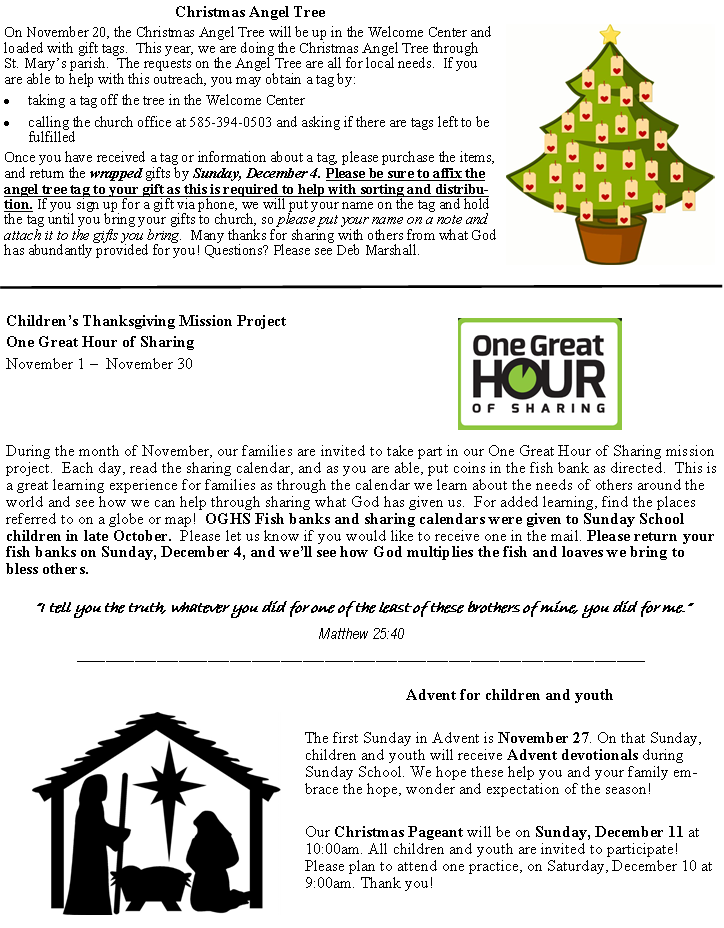 Christmas Angel Tree
On November 20, the Christmas Angel Tree will be up in the Welcome Center and
loaded with gift tags.  This year, we are doing the Christmas Angel Tree through
St. Mary’s parish.  The requests on the Angel Tree are all for local needs.  If you
are able to help with this outreach, you may obtain a tag by:
• taking a tag off the tree in the Welcome Center
• calling the church office at 585-394-0503 and asking if there are tags left to be
fulfilled
Once you have received a tag or information about a tag, please purchase the items,
and return the wrapped gifts by Sunday, December 4. Please be sure to affix the
angel tree tag to your gift as this is required to help with sorting and distribu-
tion. If you sign up for a gift via phone, we will put your name on the tag and hold
the tag until you bring your gifts to church, so please put your name on a note and
attach it to the gifts you bring.  Many thanks for sharing with others from what God
has abundantly provided for you! Questions? Please see Deb Marshall.
Children’s Thanksgiving Mission Project
One Great Hour of Sharing
November 1 –  November 30
One Great
HOUR
OF SHARING
During the month of November, our families are invited to take part in our One Great Hour of Sharing mission
project.  Each day, read the sharing calendar, and as you are able, put coins in the fish bank as directed.  This is
a great learning experience for families as through the calendar we learn about the needs of others around the
world and see how we can help through sharing what God has given us.  For added learning, find the places
referred to on a globe or map!  OGHS Fish banks and sharing calendars were given to Sunday School
children in late October.  Please let us know if you would like to receive one in the mail. Please return your
fish banks on Sunday, December 4, and we’ll see how God multiplies the fish and loaves we bring to
bless others.
“I tell you the truth, whatever you did for one of the least of these brothers of mine, you did for me.”
Matthew 25:40
Advent for children and youth
The first Sunday in Advent is November 27. On that Sunday,
children and youth will receive Advent devotionals during
Sunday School. We hope these help you and your family em-
brace the hope, wonder and expectation of the season!
Our Christmas Pageant will be on Sunday, December 11 at
10:00am. All children and youth are invited to participate!
Please plan to attend one practice, on Saturday, December 10 at
9:00am. Thank you!